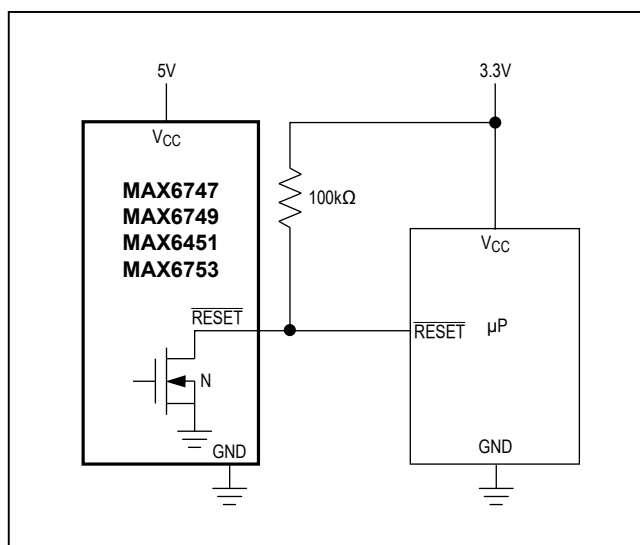 5V
3.3V
VCC
MAX6747
MAX6749
MAX6451
MAX6753
100kΩ
VCC
RESET
RESET
µP
N
GND
GND